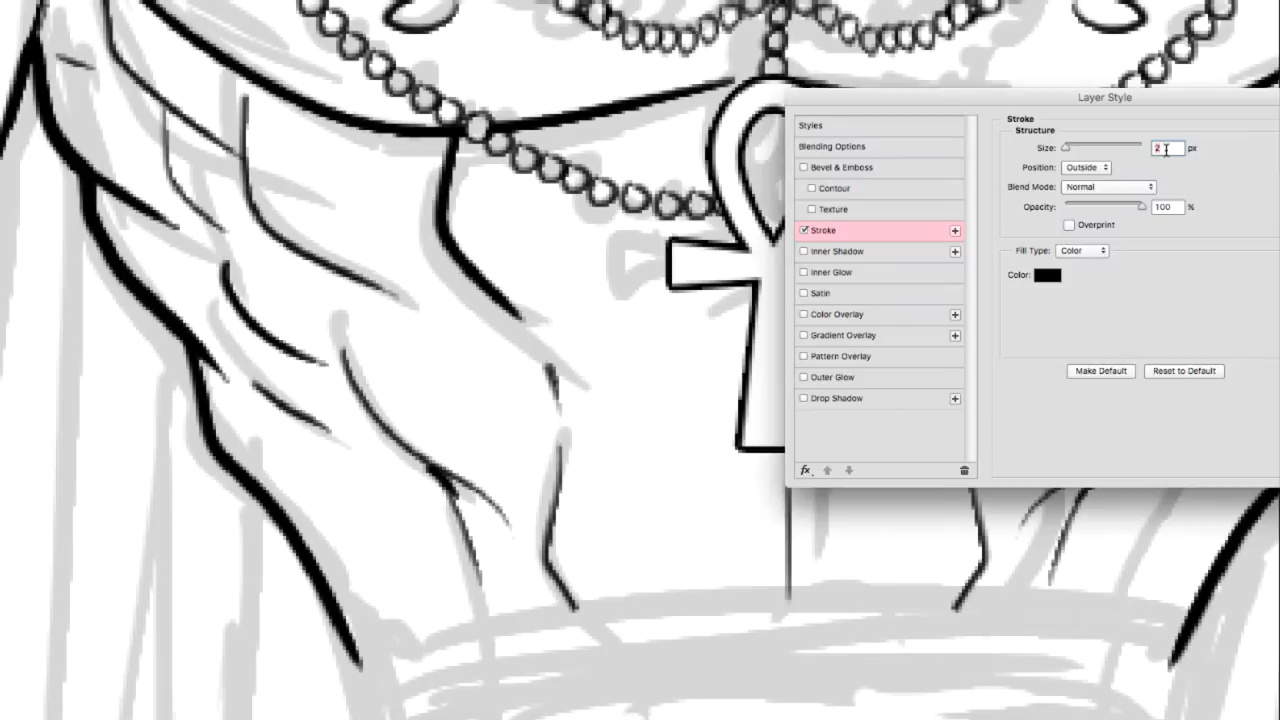 Layer Style
Styles
Blending Options
Bevel & Emboss
Contour
Texture
Stroke
Inner Shadow
Inner Glow
Satin
Color Overlay
Gradient Overlay
Pattern Overlay
Outer Glow
Drop Shadow
fx
Stroke
Structure
Size: 2 px
Position: Outside
Blend Mode: Normal
Opacity: 100 %
Overprint
Fill Type: Color
Color:
Make Default Reset to Default